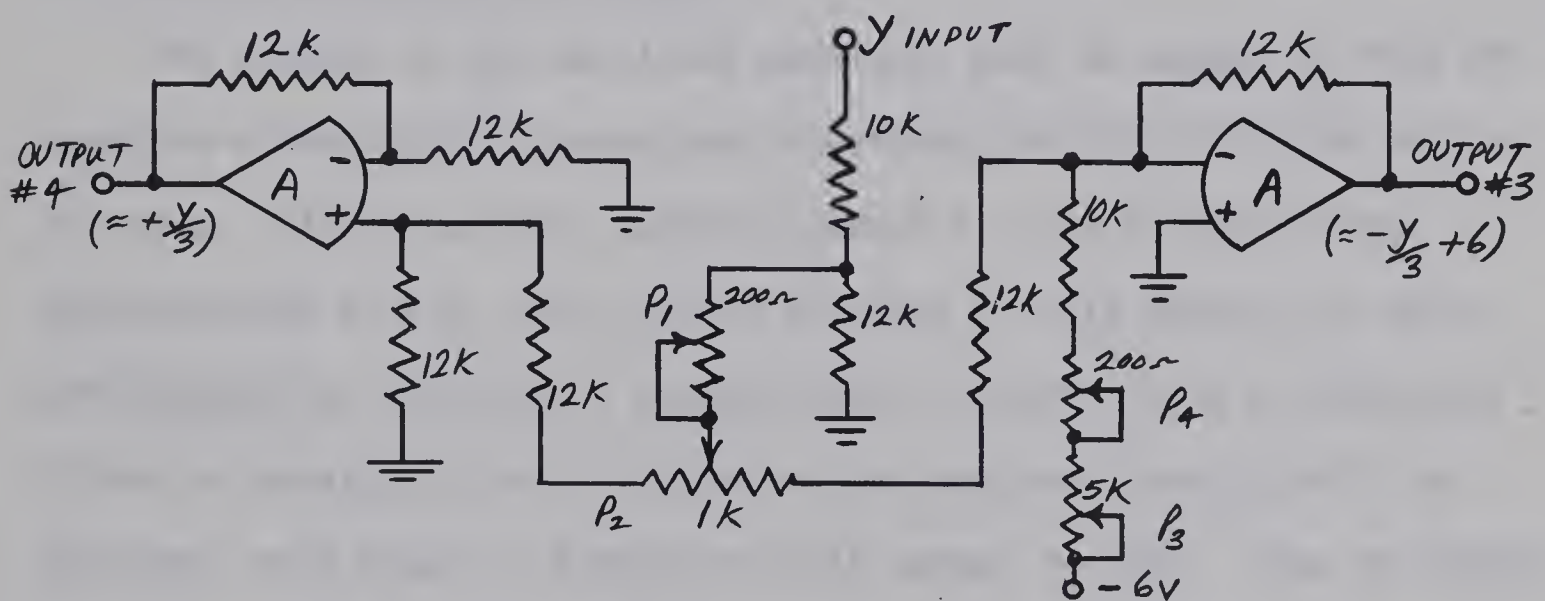 12K
12K
OUTPUT
#4
(≈ +y/3)
A
-
+
12K
12K
Y INPUT
10K
P1
200Ω
12K
P2
1K
12K
12K
10K
200Ω
P4
5K
P3
-6V
A
-
+
OUTPUT
#3
(≈ -y/3 +6)